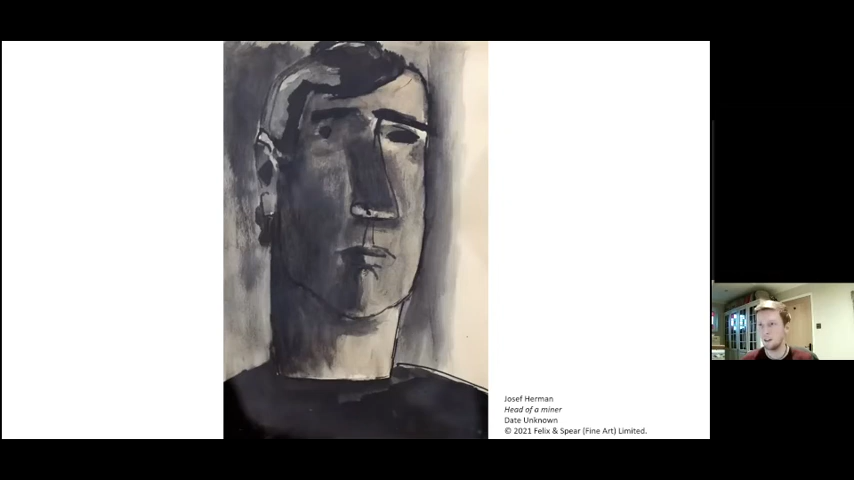 Josef Herman
Head of a miner
Date Unknown
© 2021 Felix & Spear (Fine Art) Limited.